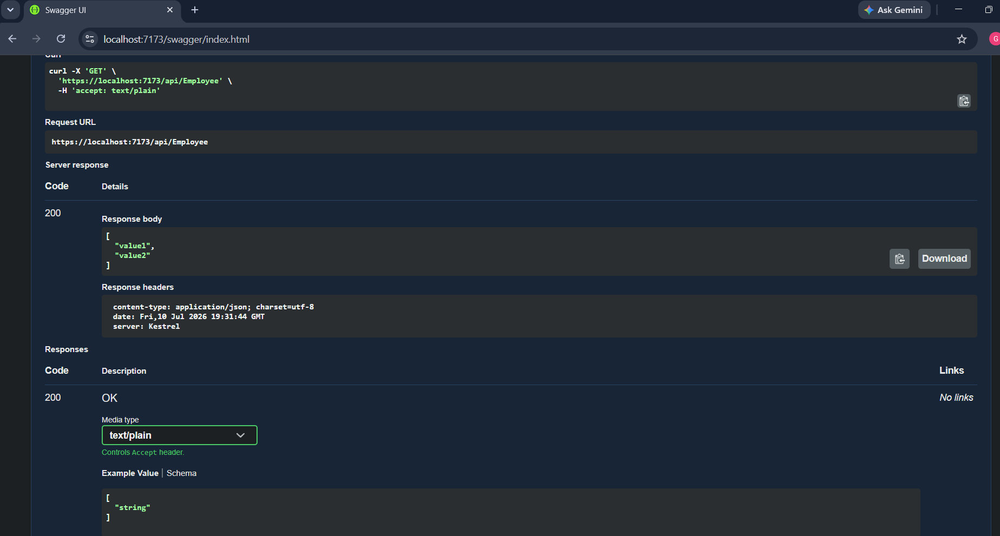 Swagger UI
Ask Gemini
localhost:7173/swagger/index.html
G
Curl
curl -X 'GET' \
'https://localhost:7173/api/Employee' \
-H 'accept: text/plain'
Request URL
https://localhost:7173/api/Employee
Server response
Code Details
200
Response body
[
"value1",
"value2"
]
Download
Response headers
content-type: application/json; charset=utf-8
date: Fri,10 Jul 2026 19:31:44 GMT
server: Kestrel
Responses
Code Description Links
200 OK No links
Media type
text/plain
Controls Accept header.
Example Value | Schema
[
"string"
]